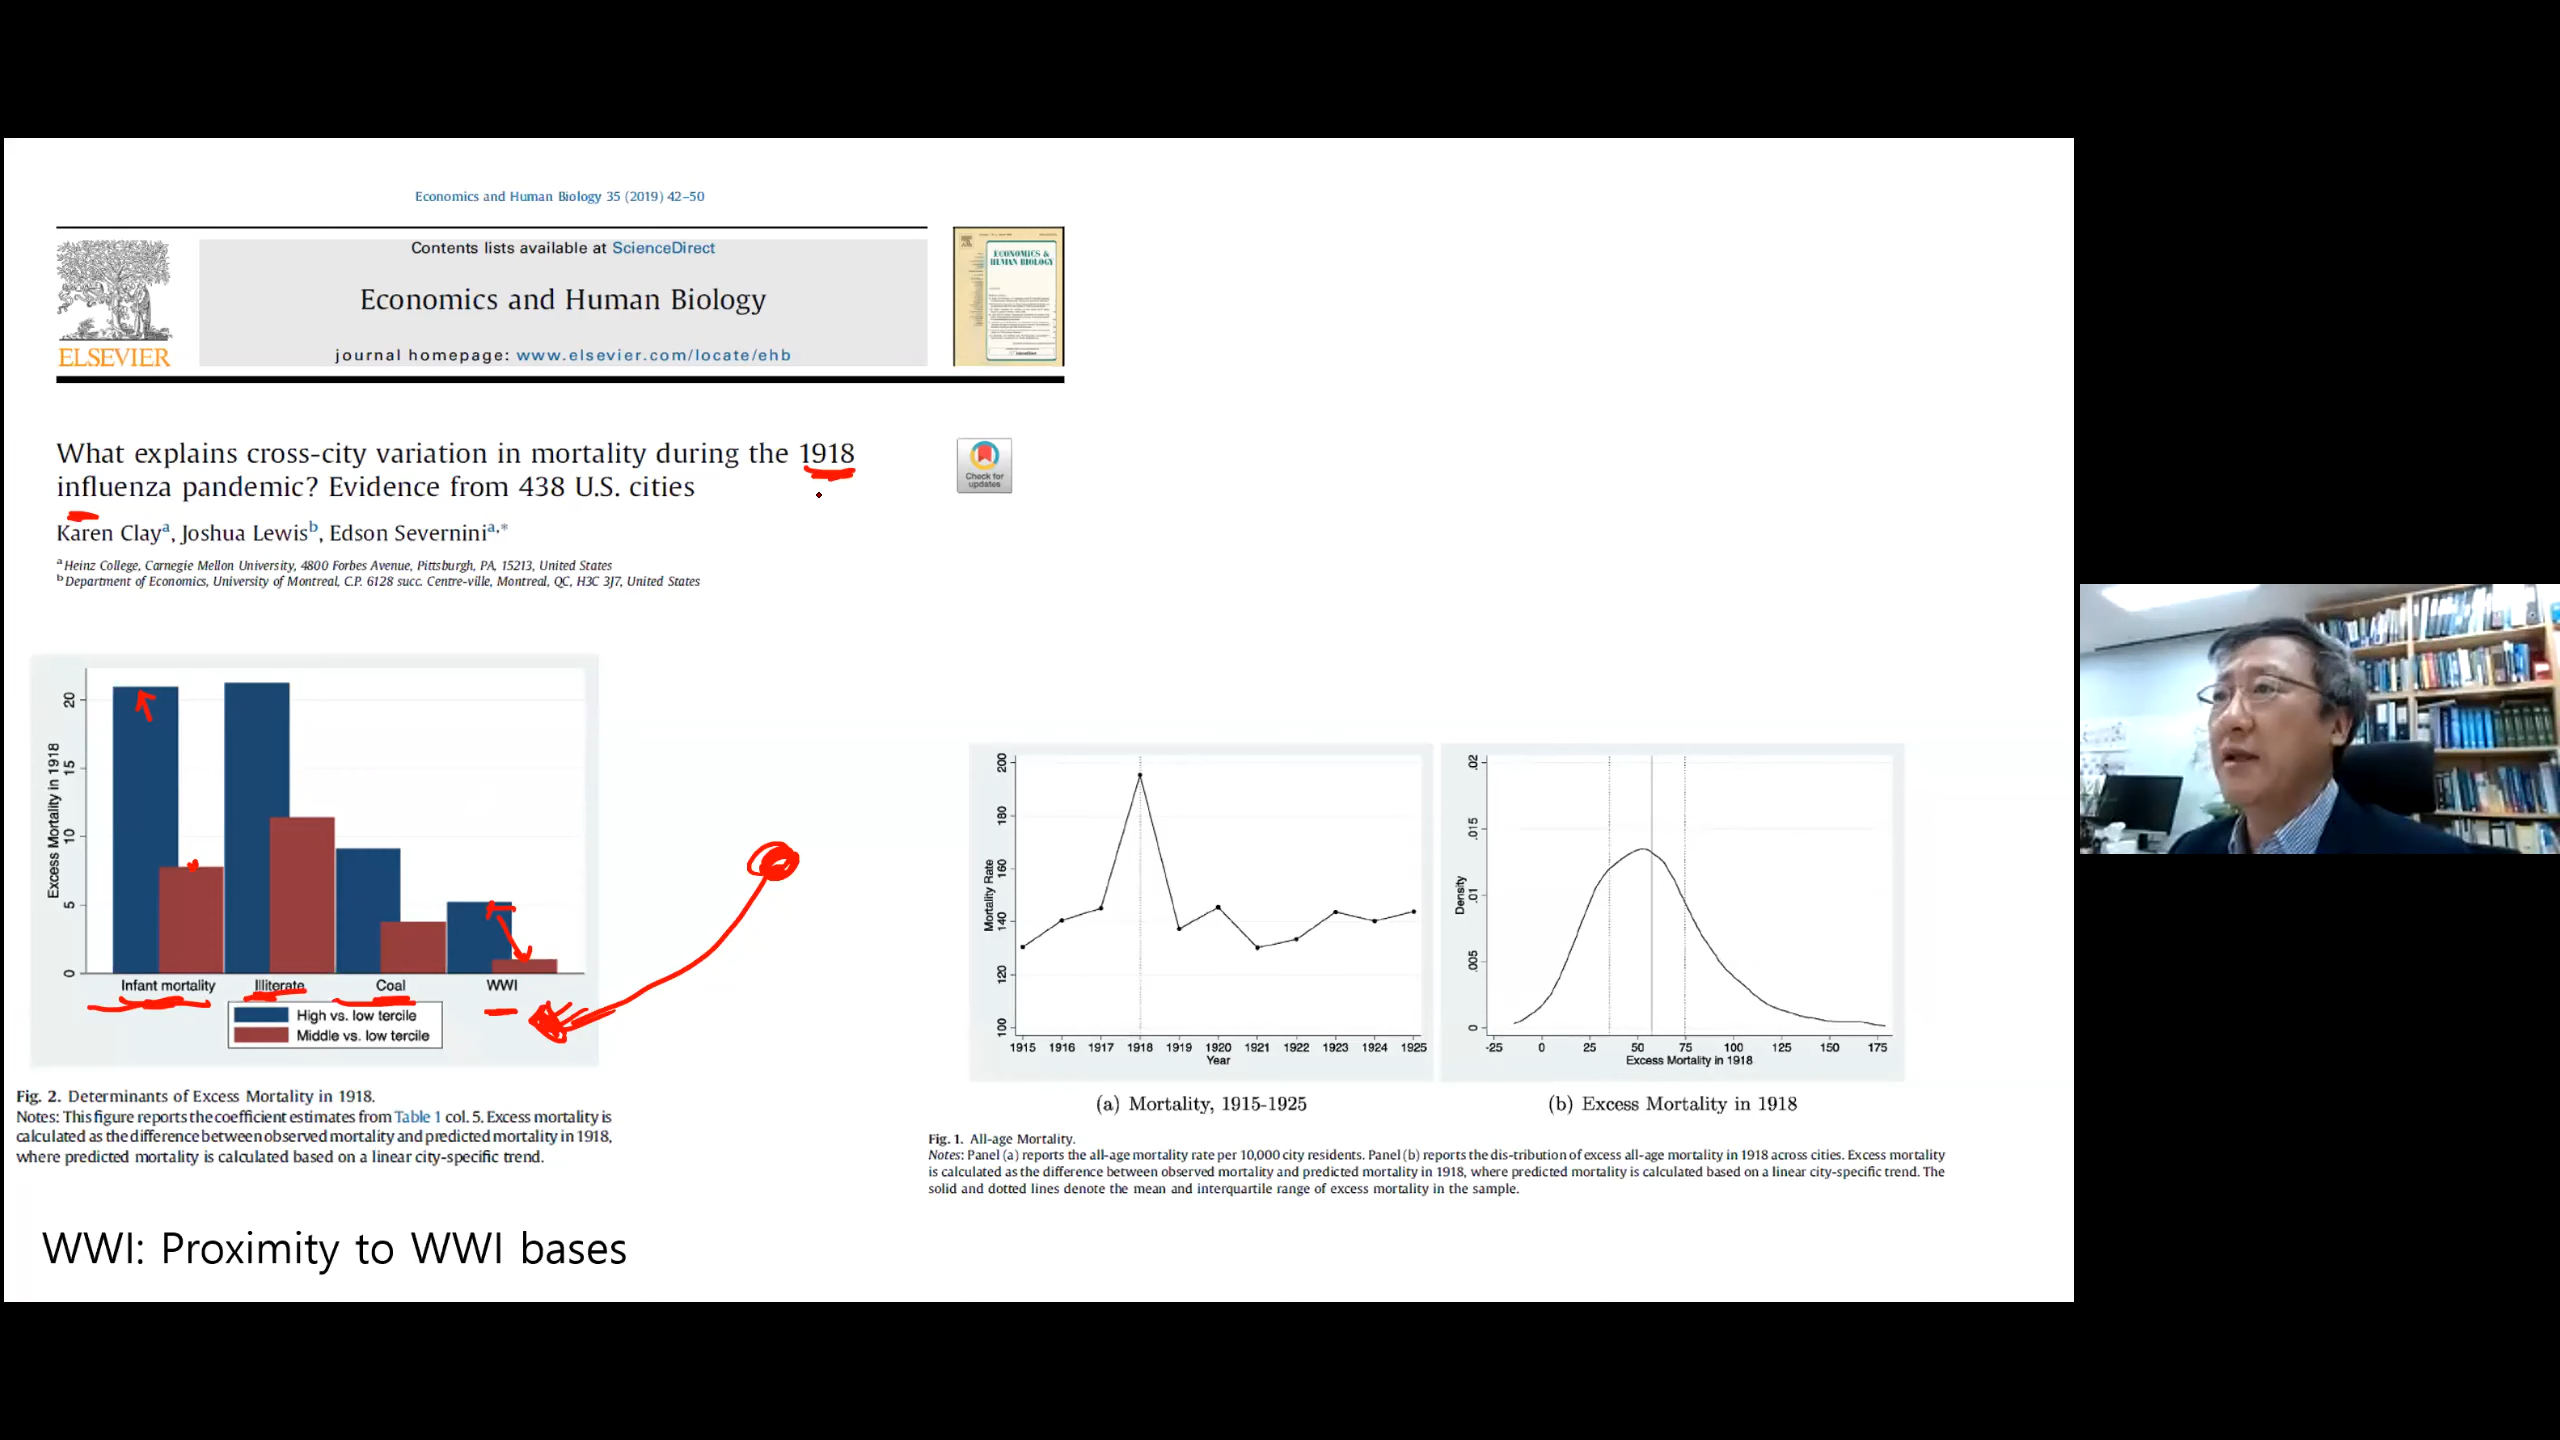 Economics and Human Biology 35 (2019) 42–50
Contents lists available at ScienceDirect
Economics and Human Biology
journal homepage: www.elsevier.com/locate/ehb
ELSEVIER
ECONOMICS &
HUMAN BIOLOGY
What explains cross-city variation in mortality during the 1918
influenza pandemic? Evidence from 438 U.S. cities
Check for
updates
Karen Clayᵃ, Joshua Lewisᵇ, Edson Severniniᵃ,*
ᵃ Heinz College, Carnegie Mellon University, 4800 Forbes Avenue, Pittsburgh, PA, 15213, United States
ᵇ Department of Economics, University of Montreal, C.P. 6128 succ. Centre-ville, Montreal, QC, H3C 3J7, United States
Excess Mortality in 1918
20
15
10
5
0
Infant mortality Illiterate Coal WWI
High vs. low tercile
Middle vs. low tercile
Fig. 2. Determinants of Excess Mortality in 1918.
Notes: This figure reports the coefficient estimates from Table 1 col. 5. Excess mortality is
calculated as the difference between observed mortality and predicted mortality in 1918,
where predicted mortality is calculated based on a linear city-specific trend.
Mortality Rate
200
180
160
140
120
100
1915 1916 1917 1918 1919 1920 1921 1922 1923 1924 1925
Year
(a) Mortality, 1915-1925
Density
.02
.015
.01
.005
0
-25 0 25 50 75 100 125 150 175
Excess Mortality in 1918
(b) Excess Mortality in 1918
Fig. 1. All-age Mortality.
Notes: Panel (a) reports the all-age mortality rate per 10,000 city residents. Panel (b) reports the dis-tribution of excess all-age mortality in 1918 across cities. Excess mortality
is calculated as the difference between observed mortality and predicted mortality in 1918, where predicted mortality is calculated based on a linear city-specific trend. The
solid and dotted lines denote the mean and interquartile range of excess mortality in the sample.
WWI: Proximity to WWI bases